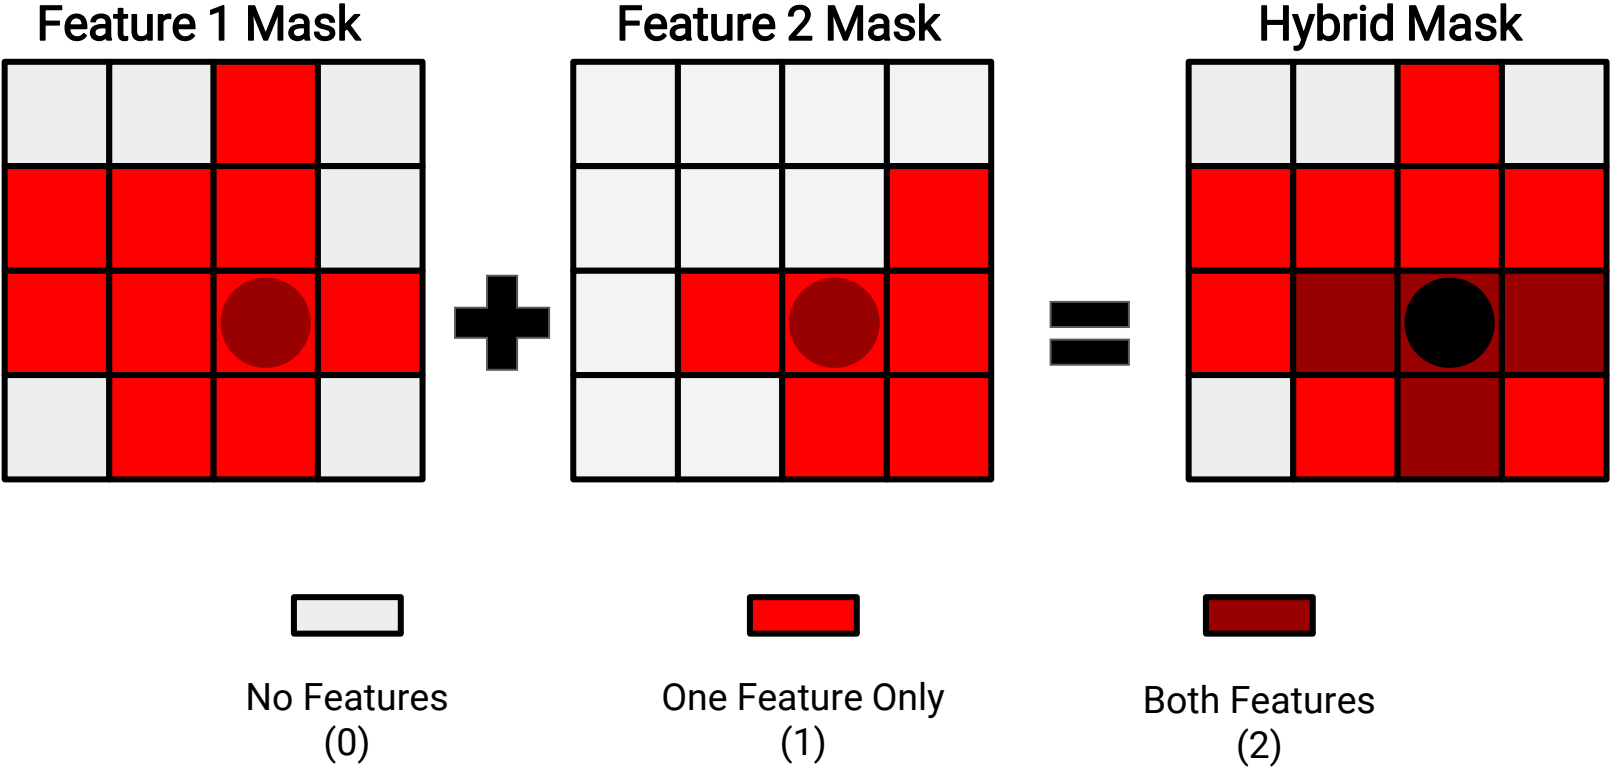 Feature 1 Mask
Feature 2 Mask
Hybrid Mask
No Features
(0)
One Feature Only
(1)
Both Features
(2)